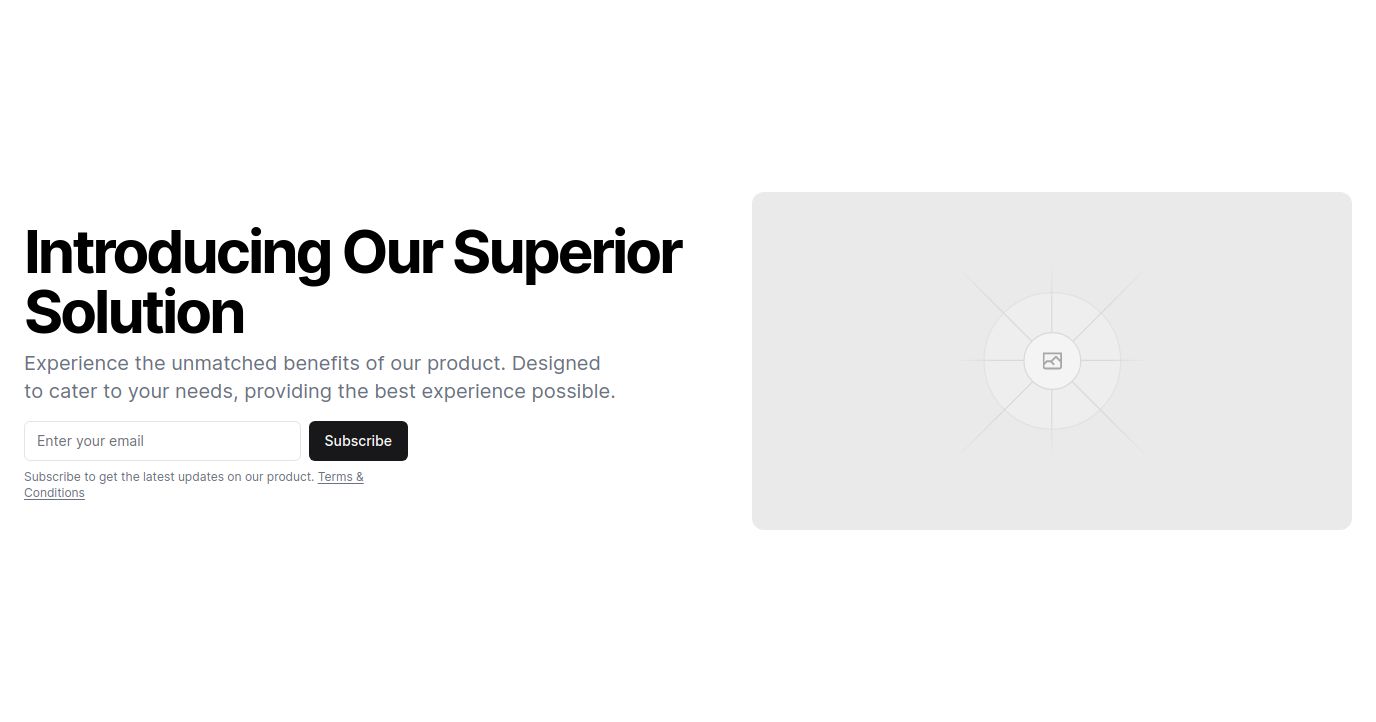 Introducing Our Superior
Solution
Experience the unmatched benefits of our product. Designed
to cater to your needs, providing the best experience possible.
Enter your email
Subscribe
Subscribe to get the latest updates on our product. Terms &
Conditions